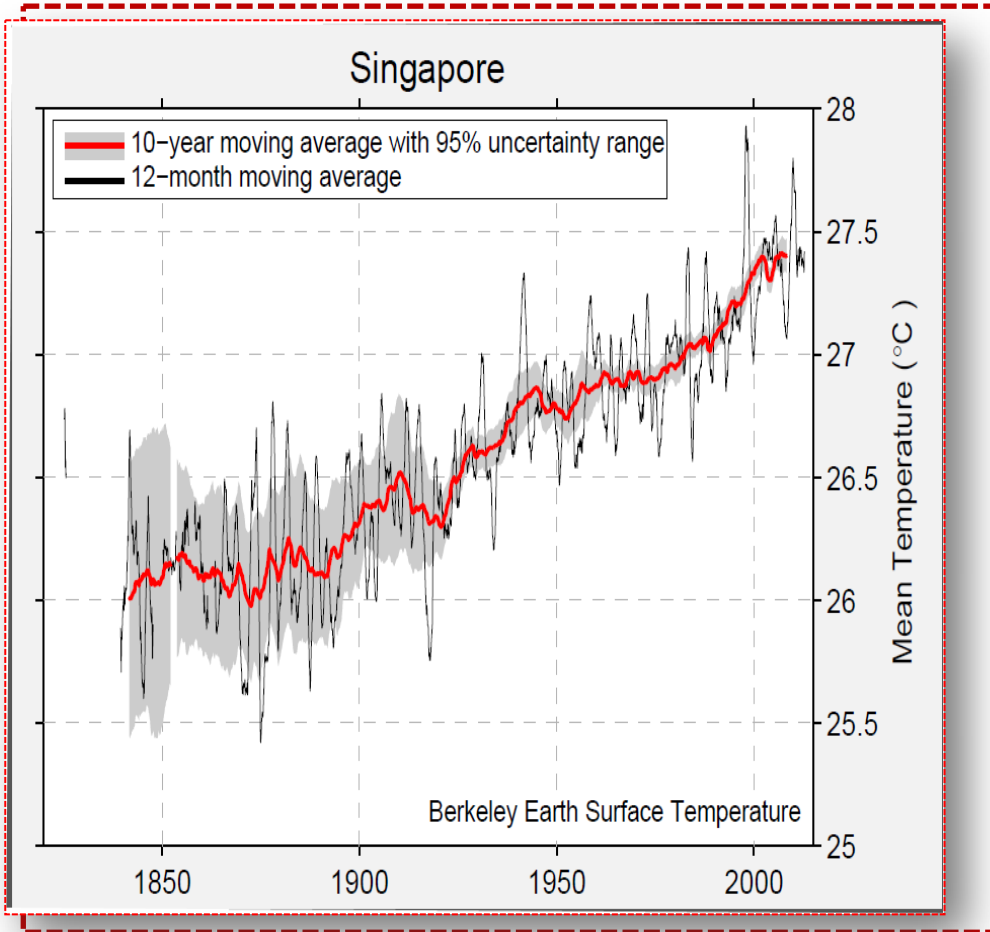 Singapore
10−year moving average with 95% uncertainty range
12−month moving average
28
27.5
27
26.5
26
25.5
25
Mean Temperature (°C )
Berkeley Earth Surface Temperature
1850
1900
1950
2000